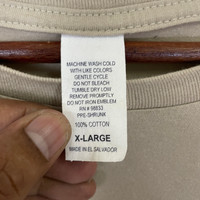 MACHINE WASH COLD
WITH LIKE COLORS
GENTLE CYCLE
DO NOT BLEACH
TUMBLE DRY LOW
REMOVE PROMPTLY
DO NOT IRON EMBLEM
RN # 98833
PRE-SHRUNK
100% COTTON
X-LARGE
MADE IN EL SALVADOR